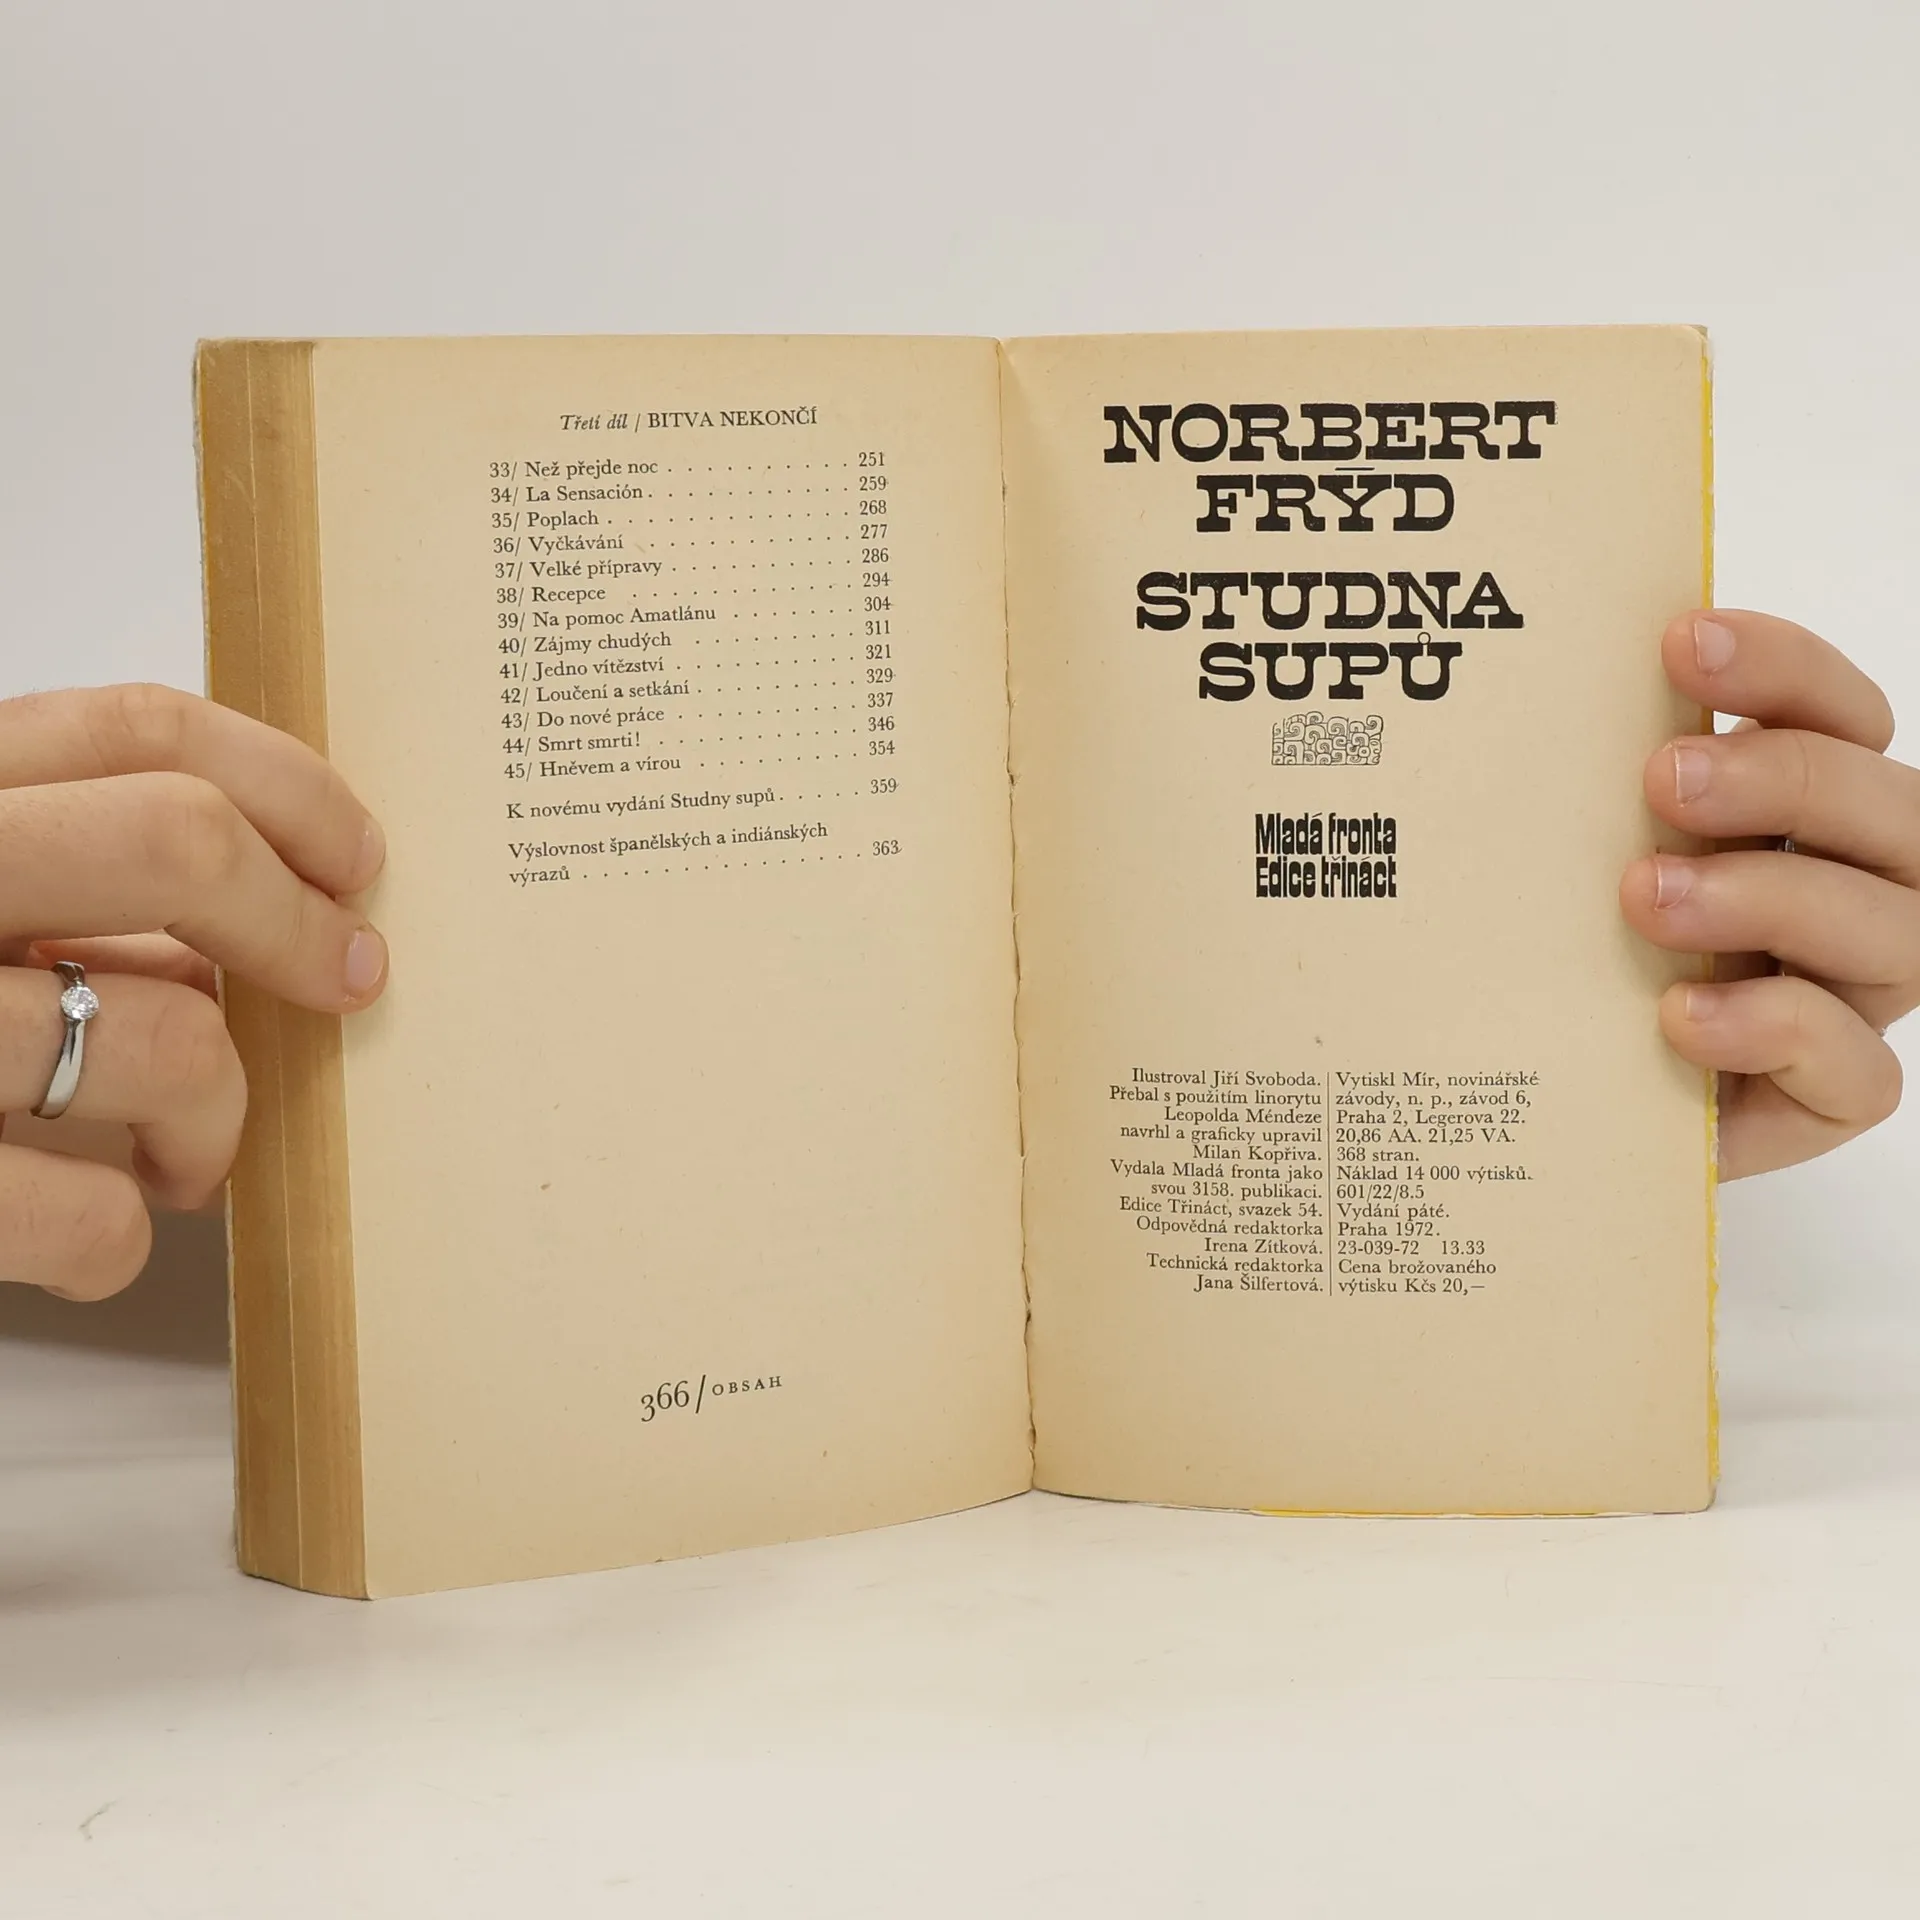 Třetí díl / BITVA NEKONČÍ
33/ Než přejde noc . . . . . . . . . . 251
34/ La Sensación . . . . . . . . . . . 259
35/ Poplach . . . . . . . . . . . . . 268
36/ Vyčkávání . . . . . . . . . . . 277
37/ Velké přípravy . . . . . . . . . . 286
38/ Recepce . . . . . . . . . . . . 294
39/ Na pomoc Amatlánu . . . . . . . 304
40/ Zájmy chudých . . . . . . . . . 311
41/ Jedno vítězství . . . . . . . . . . 321
42/ Loučení a setkání . . . . . . . . . 329
43/ Do nové práce . . . . . . . . . . 337
44/ Smrt smrti! . . . . . . . . . . . 346
45/ Hněvem a vírou . . . . . . . . . 354
K novému vydání Studny supů . . . . . 359
Výslovnost španělských a indiánských
výrazů . . . . . . . . . . . . . . 363
366/OBSAH
NORBERT
FRÝD
STUDNA
SUPŮ
Mladá fronta
Edice třináct
Ilustroval Jiří Svoboda.
Přebal s použitím linorytu
Leopolda Méndeze
navrhl a graficky upravil
Milan Kopřiva.
Vydala Mladá fronta jako
svou 3158. publikaci.
Edice Třináct, svazek 54.
Odpovědná redaktorka
Irena Zítková.
Technická redaktorka
Jana Šilfertová.
Vytiskl Mír, novinářské
závody, n. p., závod 6,
Praha 2, Legerova 22.
20,86 AA. 21,25 VA.
368 stran.
Náklad 14 000 výtisků.
601/22/8.5
Vydání páté.
Praha 1972.
23-039-72 13.33
Cena brožovaného
výtisku Kčs 20,—